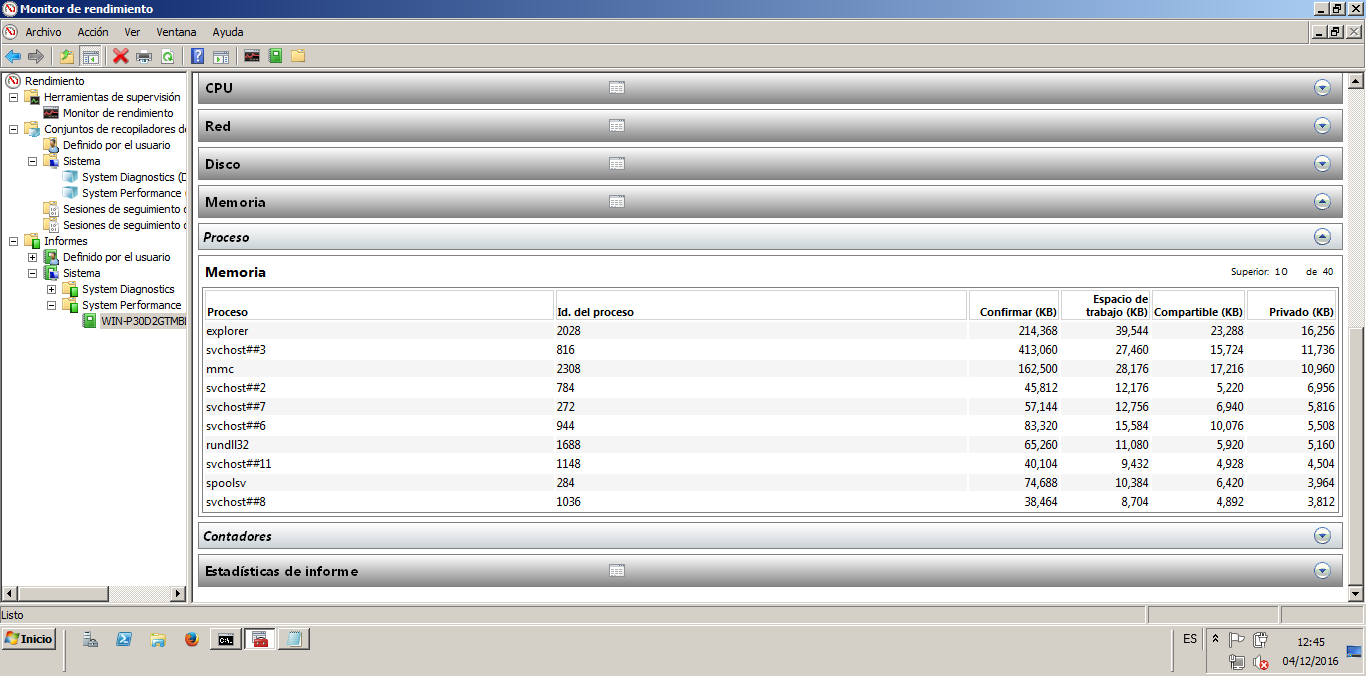 Monitor de rendimiento
Archivo Acción Ver Ventana Ayuda
Rendimiento
Herramientas de supervisión
Monitor de rendimiento
Conjuntos de recopiladores de
Definido por el usuario
Sistema
System Diagnostics (D
System Performance (
Sesiones de seguimiento d
Sesiones de seguimiento d
Informes
Definido por el usuario
Sistema
System Diagnostics
System Performance
WIN-P30D2GTMBI
CPU
Red
Disco
Memoria
Proceso
Memoria Superior: 10 de 40
Proceso Id. del proceso Confirmar (KB) Espacio de trabajo (KB) Compartible (KB) Privado (KB)
explorer 2028 214,368 39,544 23,288 16,256
svchost##3 816 413,060 27,460 15,724 11,736
mmc 2308 162,500 28,176 17,216 10,960
svchost##2 784 45,812 12,176 5,220 6,956
svchost##7 272 57,144 12,756 6,940 5,816
svchost##6 944 83,320 15,584 10,076 5,508
rundll32 1688 65,260 11,080 5,920 5,160
svchost##11 1148 40,104 9,432 4,928 4,504
spoolsv 284 74,688 10,384 6,420 3,964
svchost##8 1036 38,464 8,704 4,892 3,812
Contadores
Estadísticas de informe
Listo
Inicio
ES
12:45
04/12/2016